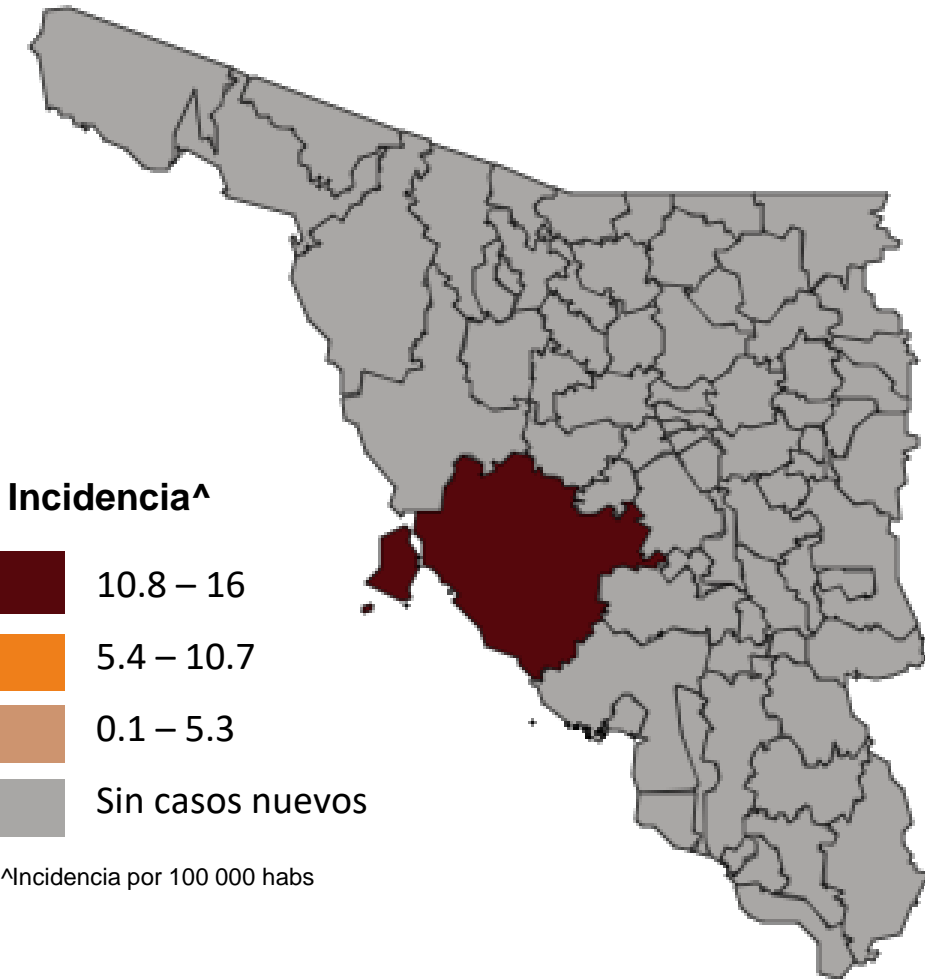 Incidencia^
10.8 – 16
5.4 – 10.7
0.1 – 5.3
Sin casos nuevos
^Incidencia por 100 000 habs